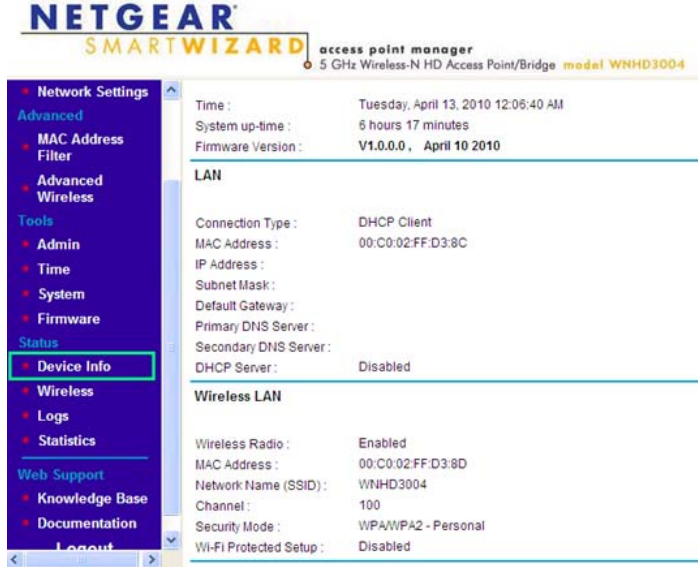 NETGEAR
SMARTWIZARD access point manager
5 GHz Wireless-N HD Access Point/Bridge model WNHD3004
Network Settings
Advanced
MAC Address
Filter
Advanced
Wireless
Tools
Admin
Time
System
Firmware
Status
Device Info
Wireless
Logs
Statistics
Web Support
Knowledge Base
Documentation
Logout
Time : Tuesday, April 13, 2010 12:06:40 AM
System up-time : 6 hours 17 minutes
Firmware Version : V1.0.0.0 , April 10 2010
LAN
Connection Type : DHCP Client
MAC Address : 00:C0:02:FF:D3:8C
IP Address :
Subnet Mask :
Default Gateway :
Primary DNS Server :
Secondary DNS Server :
DHCP Server : Disabled
Wireless LAN
Wireless Radio : Enabled
MAC Address : 00:C0:02:FF:D3:8D
Network Name (SSID) : WNHD3004
Channel : 100
Security Mode : WPA/WPA2 - Personal
Wi-Fi Protected Setup : Disabled